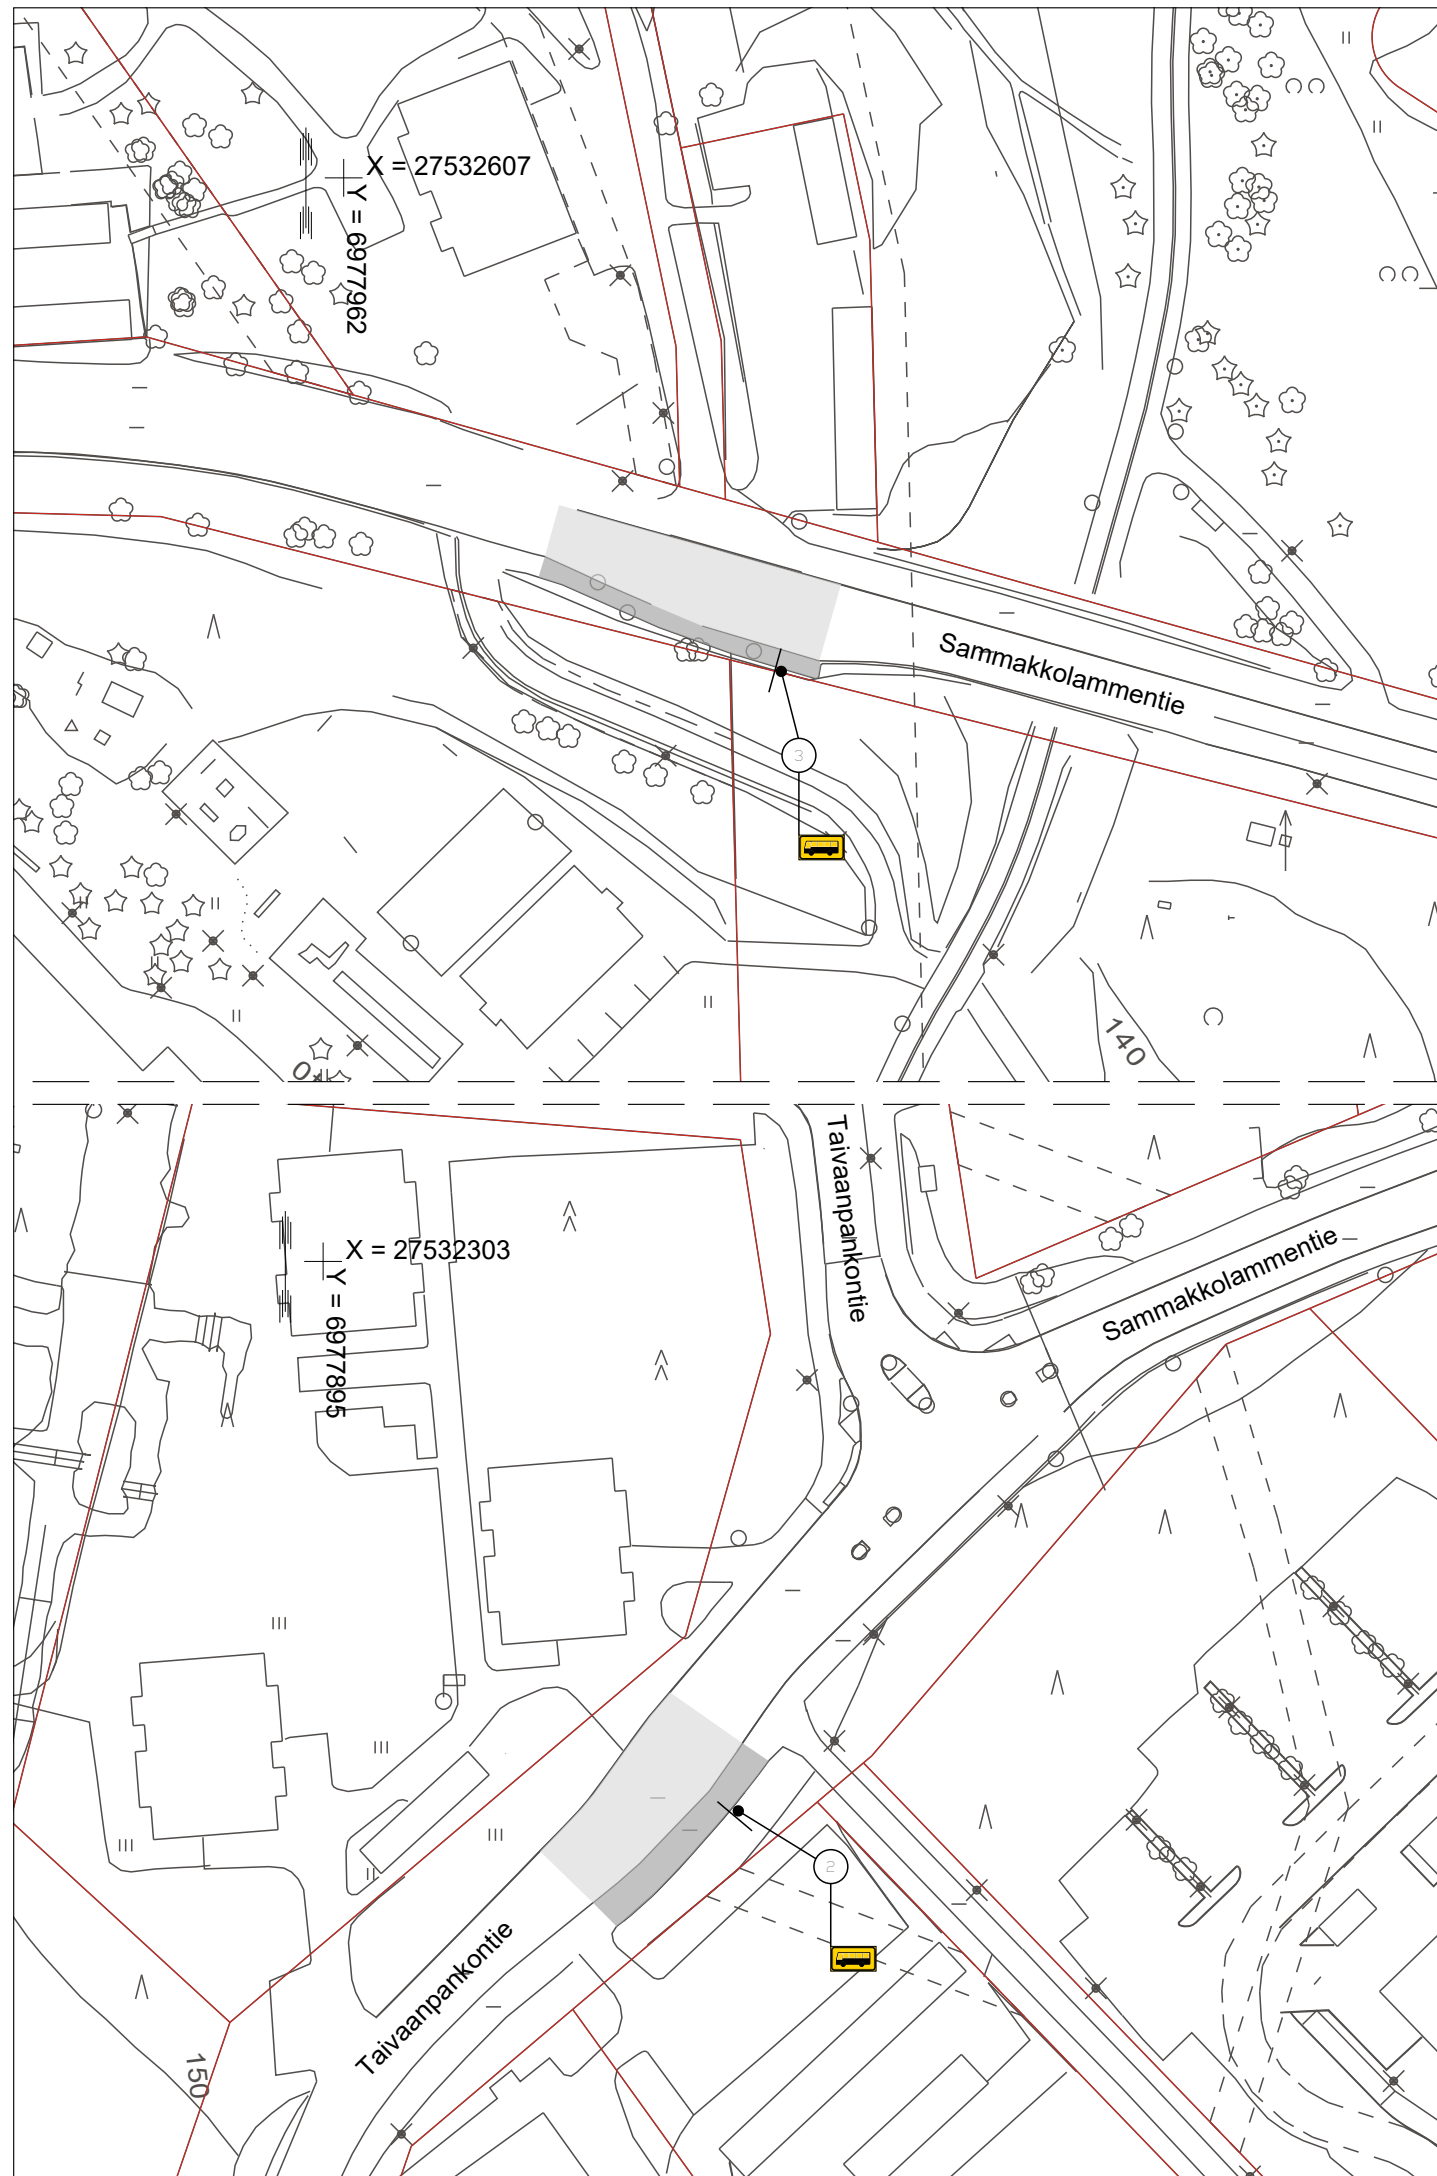 X = 27532607
Y = 6977962
Sammakkolammentie
3
140
Taivaanpankontie
X = 27532303
Y = 6977895
Sammakkolammentie
2
Taivaanpankontie
150